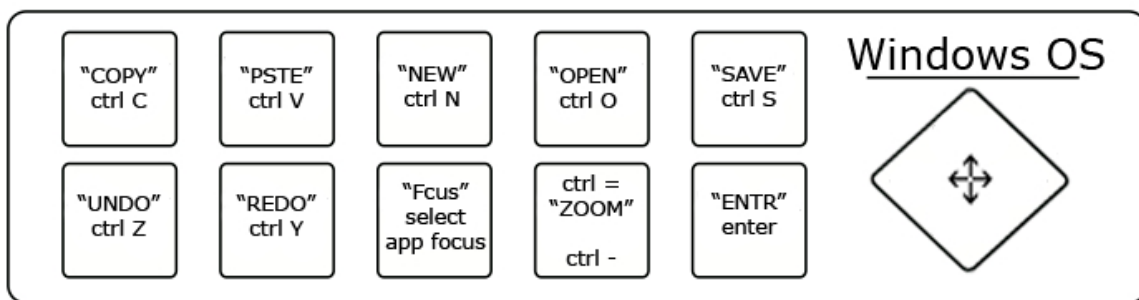 “COPY”
ctrl C
“PSTE”
ctrl V
“NEW”
ctrl N
“OPEN”
ctrl O
“SAVE”
ctrl S
Windows OS
“UNDO”
ctrl Z
“REDO”
ctrl Y
“Fcus”
select
app focus
ctrl =
“ZOOM”
ctrl -
“ENTR”
enter